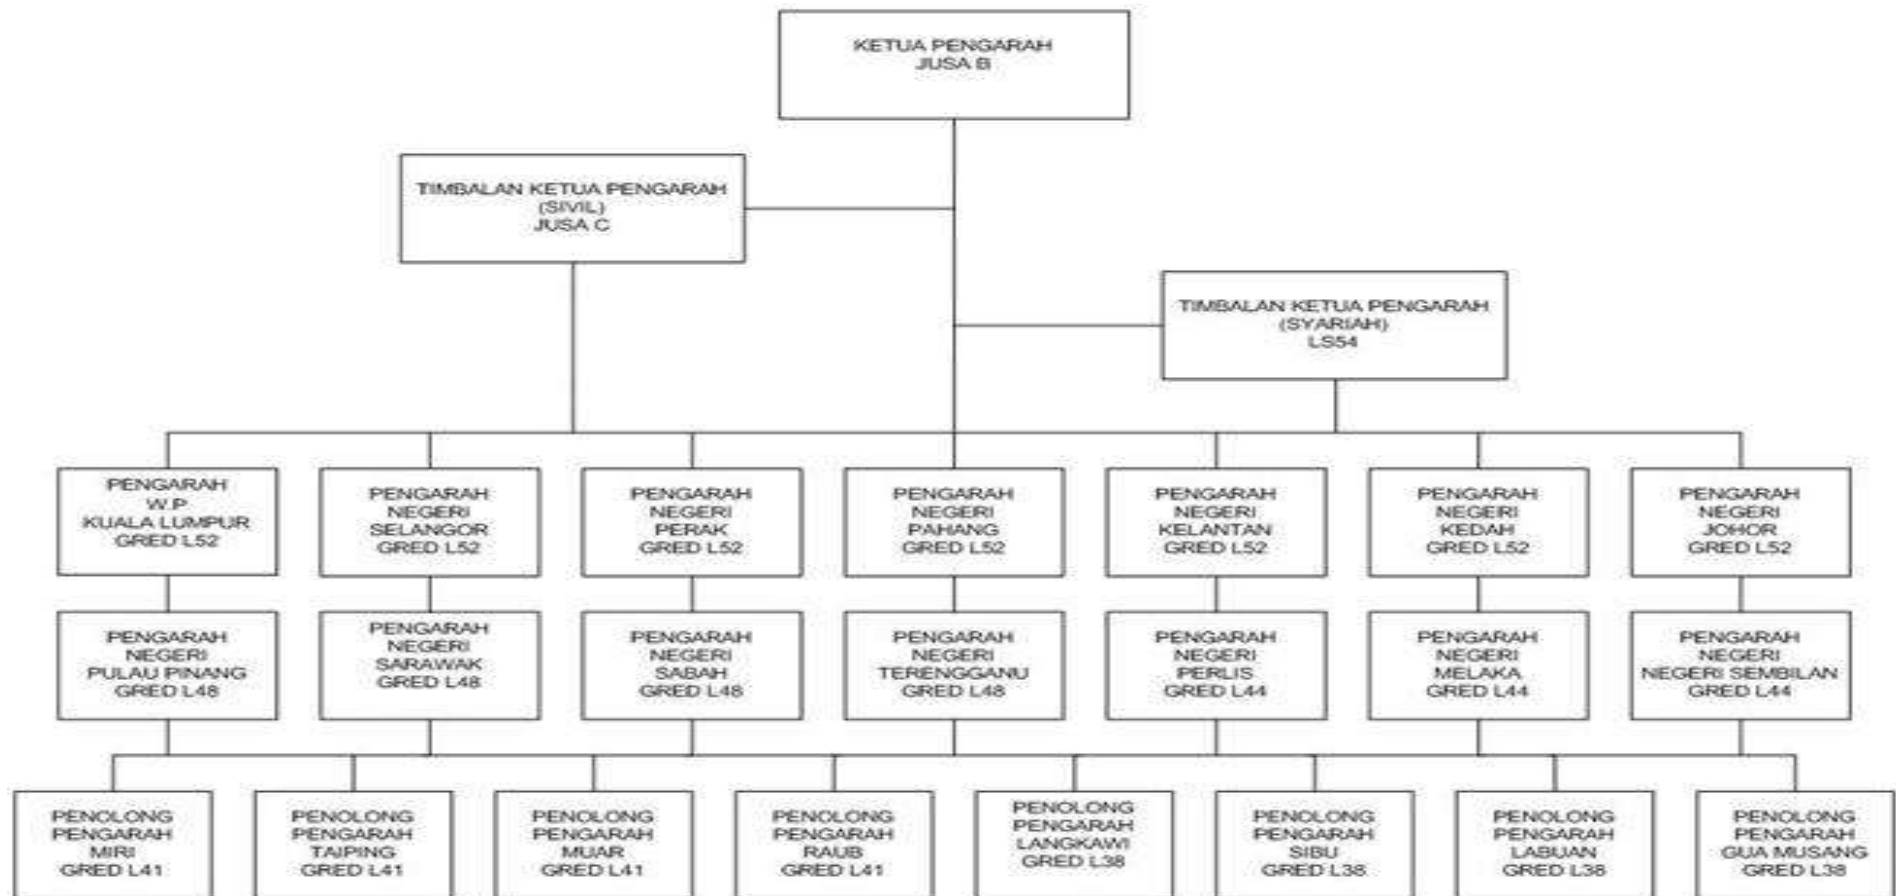 KETUA PENGARAH
JUSA B
TIMBALAN KETUA PENGARAH
(SIVIL)
JUSA C
TIMBALAN KETUA PENGARAH
(SYARIAH)
LS54
PENGARAH
W.P
KUALA LUMPUR
GRED L52
PENGARAH
NEGERI
SELANGOR
GRED L52
PENGARAH
NEGERI
PERAK
GRED L52
PENGARAH
NEGERI
PAHANG
GRED L52
PENGARAH
NEGERI
KELANTAN
GRED L52
PENGARAH
NEGERI
KEDAH
GRED L52
PENGARAH
NEGERI
JOHOR
GRED L52
PENGARAH
NEGERI
PULAU PINANG
GRED L48
PENGARAH
NEGERI
SARAWAK
GRED L48
PENGARAH
NEGERI
SABAH
GRED L48
PENGARAH
NEGERI
TERENGGANU
GRED L48
PENGARAH
NEGERI
PERLIS
GRED L44
PENGARAH
NEGERI
MELAKA
GRED L44
PENGARAH
NEGERI
NEGERI SEMBILAN
GRED L44
PENOLONG
PENGARAH
MIRI
GRED L41
PENOLONG
PENGARAH
TAIPING
GRED L41
PENOLONG
PENGARAH
MUAR
GRED L41
PENOLONG
PENGARAH
RAUB
GRED L41
PENOLONG
PENGARAH
LANGKAWI
GRED L38
PENOLONG
PENGARAH
SIBU
GRED L38
PENOLONG
PENGARAH
LABUAN
GRED L38
PENOLONG
PENGARAH
GUA MUSANG
GRED L38